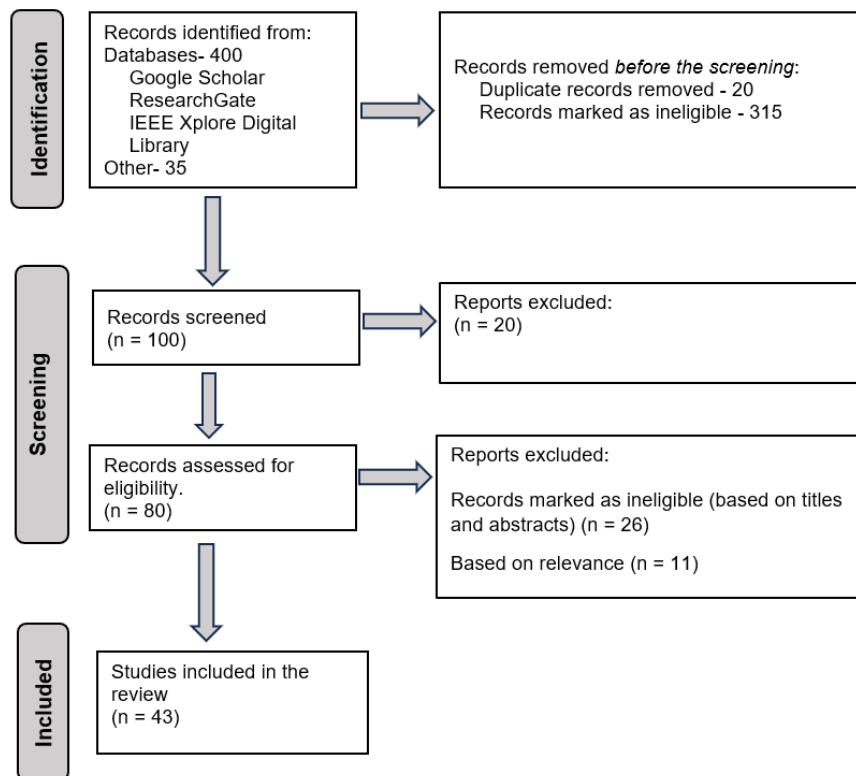 Identification
Records identified from:
Databases- 400
Google Scholar
ResearchGate
IEEE Xplore Digital
Library
Other- 35
Records removed before the screening:
Duplicate records removed - 20
Records marked as ineligible - 315
Screening
Records screened
(n = 100)
Reports excluded:
(n = 20)
Records assessed for
eligibility.
(n = 80)
Reports excluded:
Records marked as ineligible (based on titles
and abstracts) (n = 26)
Based on relevance (n = 11)
Included
Studies included in the
review
(n = 43)